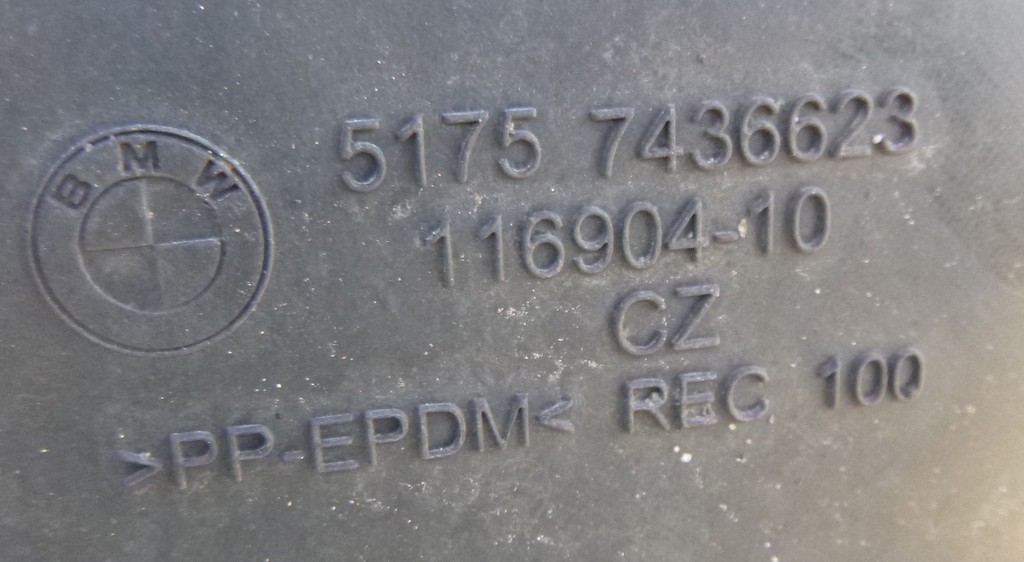 BMW
5175 7436623
116904-10
CZ
>PP-EPDM< REC 100